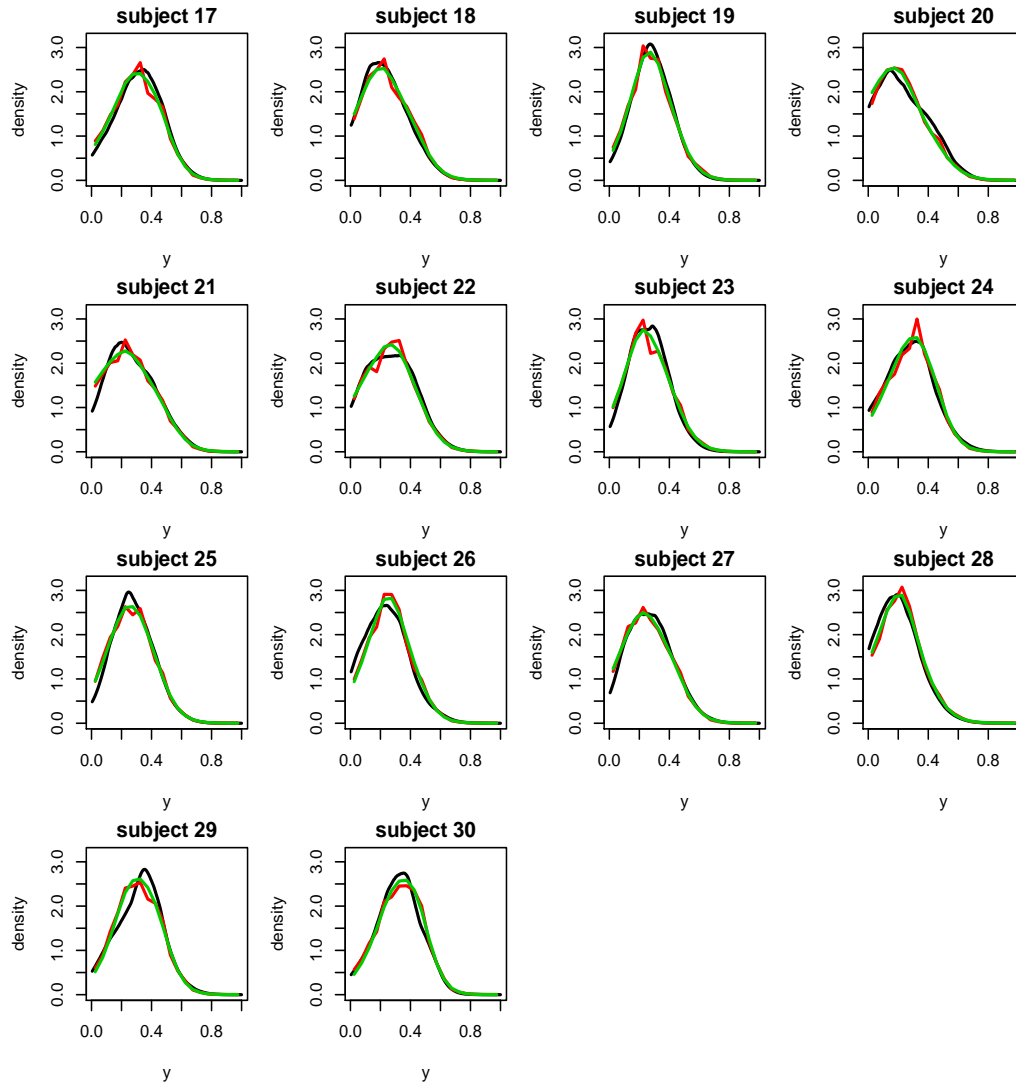 subject 17
density
0.0 1.0 2.0 3.0
0.0 0.4 0.8
y
subject 18
density
0.0 1.0 2.0 3.0
0.0 0.4 0.8
y
subject 19
density
0.0 1.0 2.0 3.0
0.0 0.4 0.8
y
subject 20
density
0.0 1.0 2.0 3.0
0.0 0.4 0.8
y
subject 21
density
0.0 1.0 2.0 3.0
0.0 0.4 0.8
y
subject 22
density
0.0 1.0 2.0 3.0
0.0 0.4 0.8
y
subject 23
density
0.0 1.0 2.0 3.0
0.0 0.4 0.8
y
subject 24
density
0.0 1.0 2.0 3.0
0.0 0.4 0.8
y
subject 25
density
0.0 1.0 2.0 3.0
0.0 0.4 0.8
y
subject 26
density
0.0 1.0 2.0 3.0
0.0 0.4 0.8
y
subject 27
density
0.0 1.0 2.0 3.0
0.0 0.4 0.8
y
subject 28
density
0.0 1.0 2.0 3.0
0.0 0.4 0.8
y
subject 29
density
0.0 1.0 2.0 3.0
0.0 0.4 0.8
y
subject 30
density
0.0 1.0 2.0 3.0
0.0 0.4 0.8
y